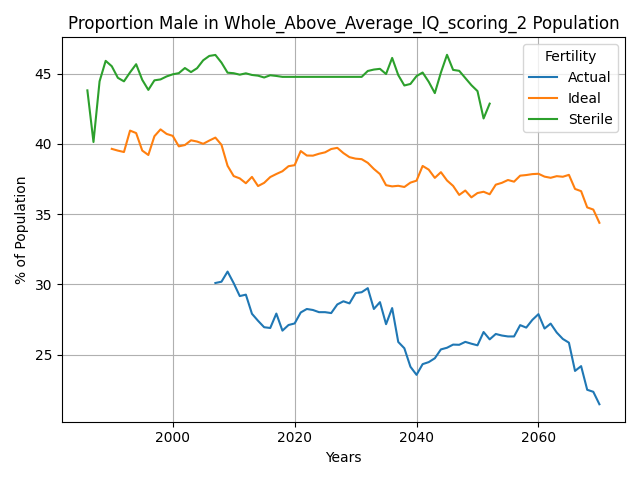 Proportion Male in Whole_Above_Average_IQ_scoring_2 Population
Fertility
Actual
Ideal
Sterile
% of Population
45
40
35
30
25
2000
2020
2040
2060
Years